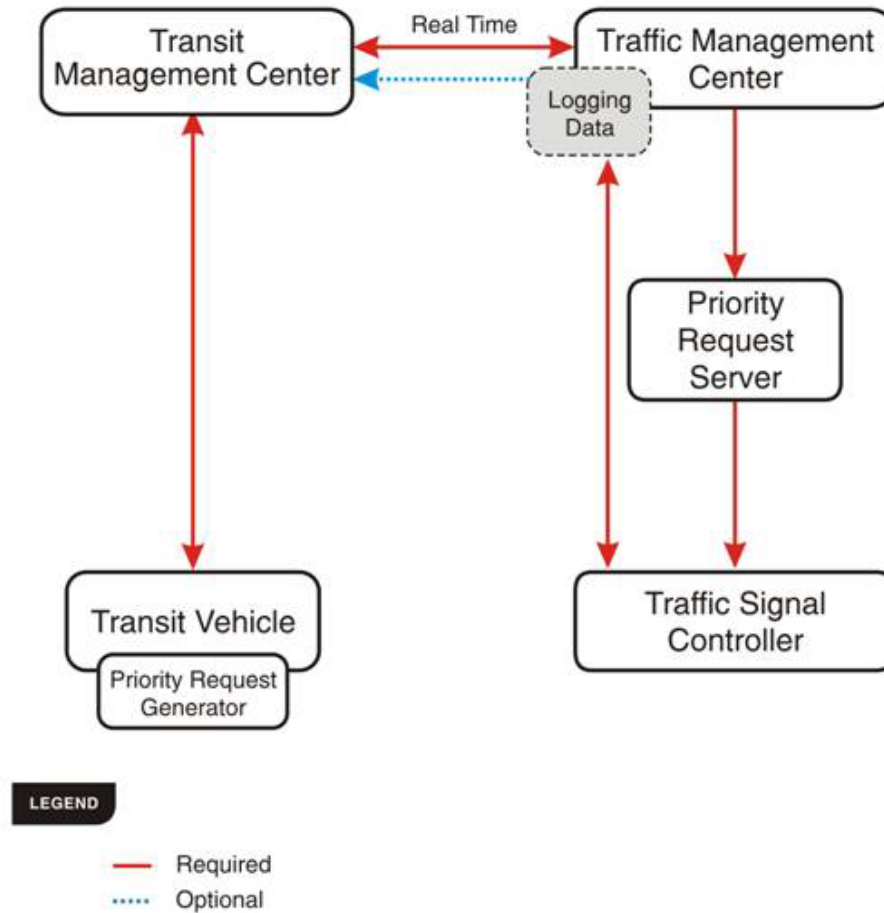 Transit
Management Center
Real Time
Traffic Management
Center
Logging
Data
Priority
Request
Server
Transit Vehicle
Priority Request
Generator
Traffic Signal
Controller
LEGEND
Required
Optional